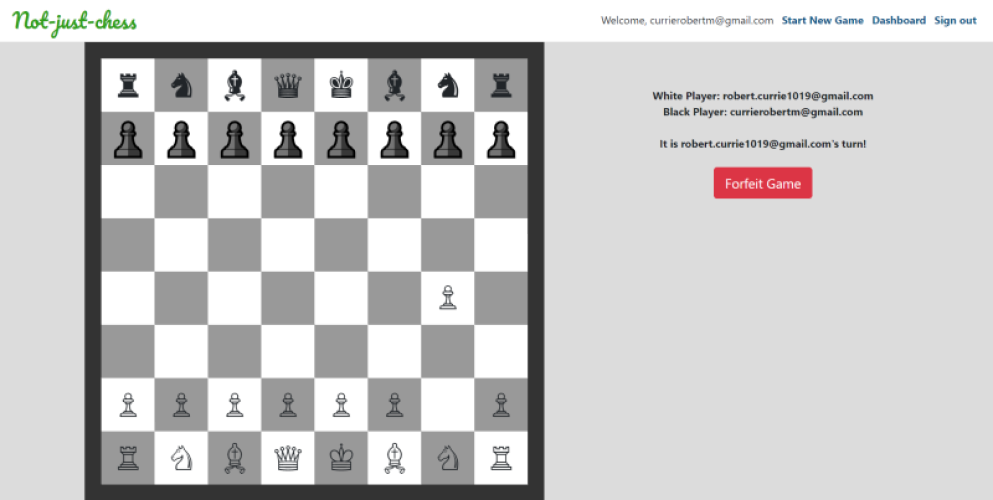 Not-just-chess
Welcome, currierobertm@gmail.com Start New Game Dashboard Sign out
White Player: robert.currie1019@gmail.com
Black Player: currierobertm@gmail.com
It is robert.currie1019@gmail.com's turn!
Forfeit Game